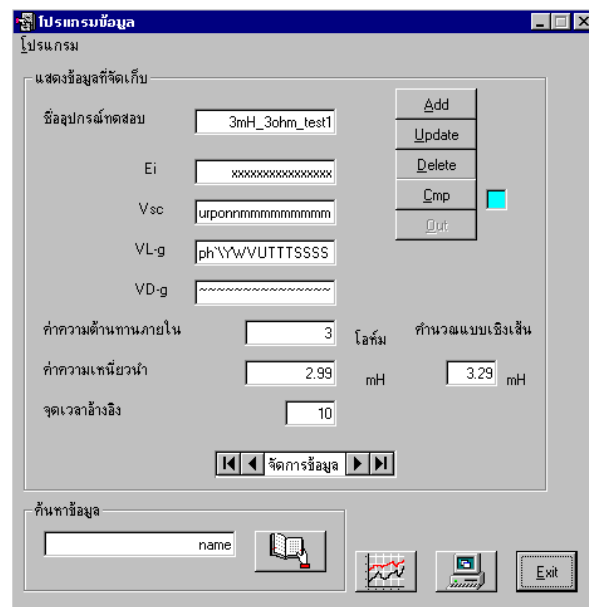 โปรแกรมข้อมูล
โปรแกรม
แสดงข้อมูลที่จัดเก็บ
ชื่ออุปกรณ์ทดสอบ 3mH_3ohm_test1
Add
Update
Delete
Cmp
Out
Ei xxxxxxxxxxxxxxxx
Vsc urponnmmmmmmmmm
VL-g ph`\YWVUTTTSSSS
VD-g ~~~~~~~~~~~~~~~
ค่าความต้านทานภายใน 3 โอห์ม คำนวณแบบเชิงเส้น
ค่าความเหนี่ยวนำ 2.99 mH 3.29 mH
จุดเวลาอ้างอิง 10
จัดการข้อมูล
ค้นหาข้อมูล
name
Exit